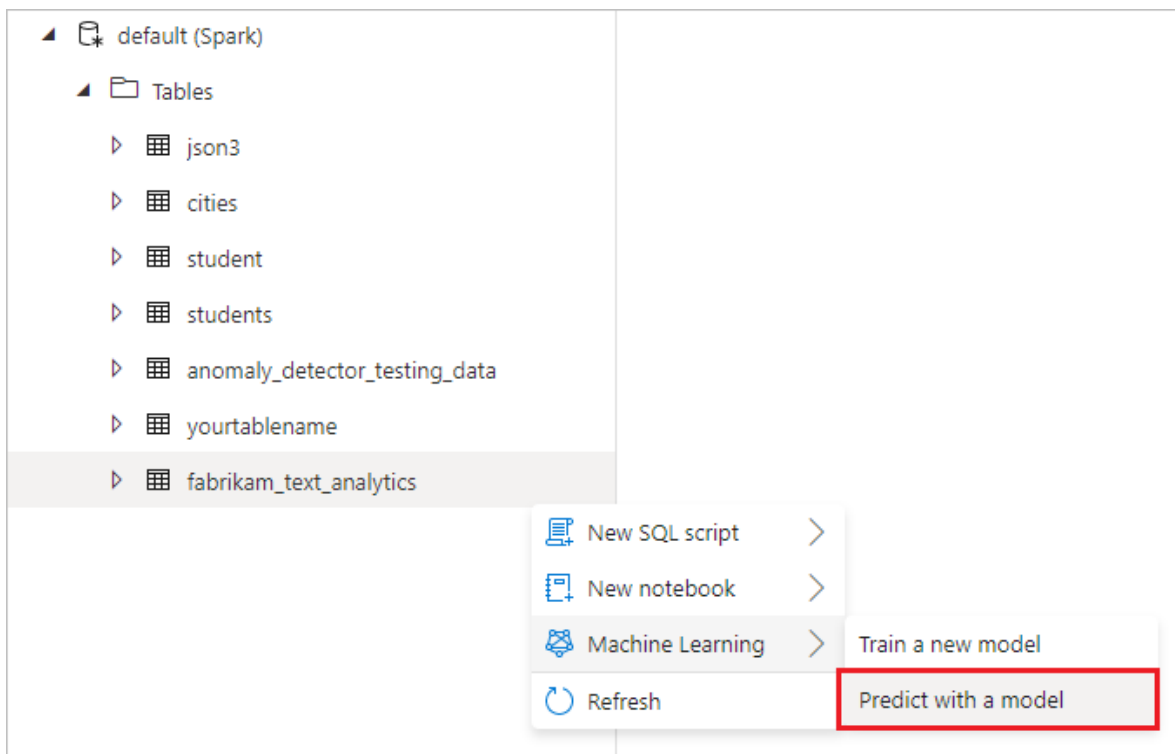 default (Spark)
Tables
json3
cities
student
students
anomaly_detector_testing_data
yourtablename
fabrikam_text_analytics
New SQL script
New notebook
Machine Learning
Train a new model
Refresh
Predict with a model